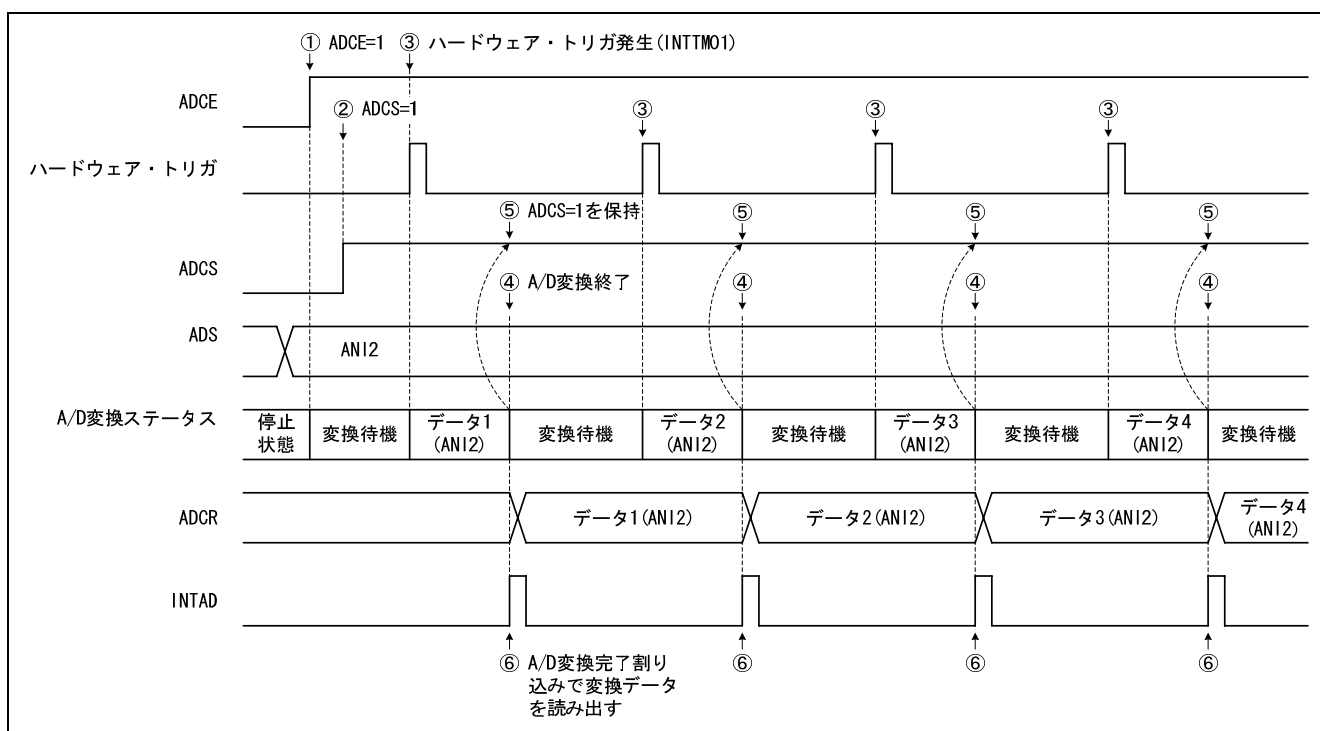 ① ADCE=1 ③ ハードウェア・トリガ発生(INTTM01)
ADCE
② ADCS=1 ③ ③ ③
ハードウェア・トリガ
⑤ ADCS=1を保持 ⑤ ⑤ ⑤
ADCS
④ A/D変換終了 ④ ④ ④
ADS
ANI2
A/D変換ステータス
停止
状態
変換待機
データ1
(ANI2)
変換待機
データ2
(ANI2)
変換待機
データ3
(ANI2)
変換待機
データ4
(ANI2)
変換待機
ADCR
データ1(ANI2)
データ2(ANI2)
データ3(ANI2)
データ4
(ANI2)
INTAD
⑥ A/D変換完了割り
込みで変換データ
を読み出す
⑥ ⑥ ⑥